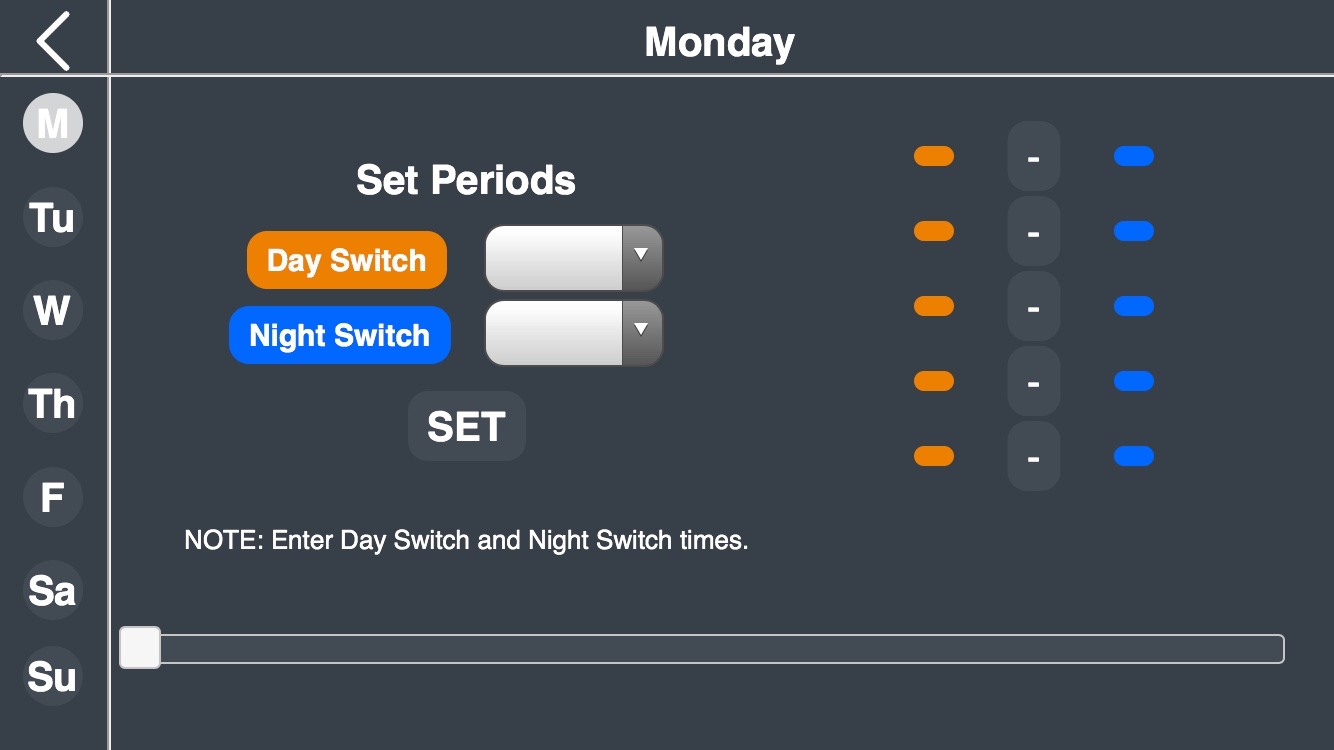 Monday
M
Tu
W
Th
F
Sa
Su
Set Periods
Day Switch
Night Switch
SET
NOTE: Enter Day Switch and Night Switch times.
-
-
-
-
-